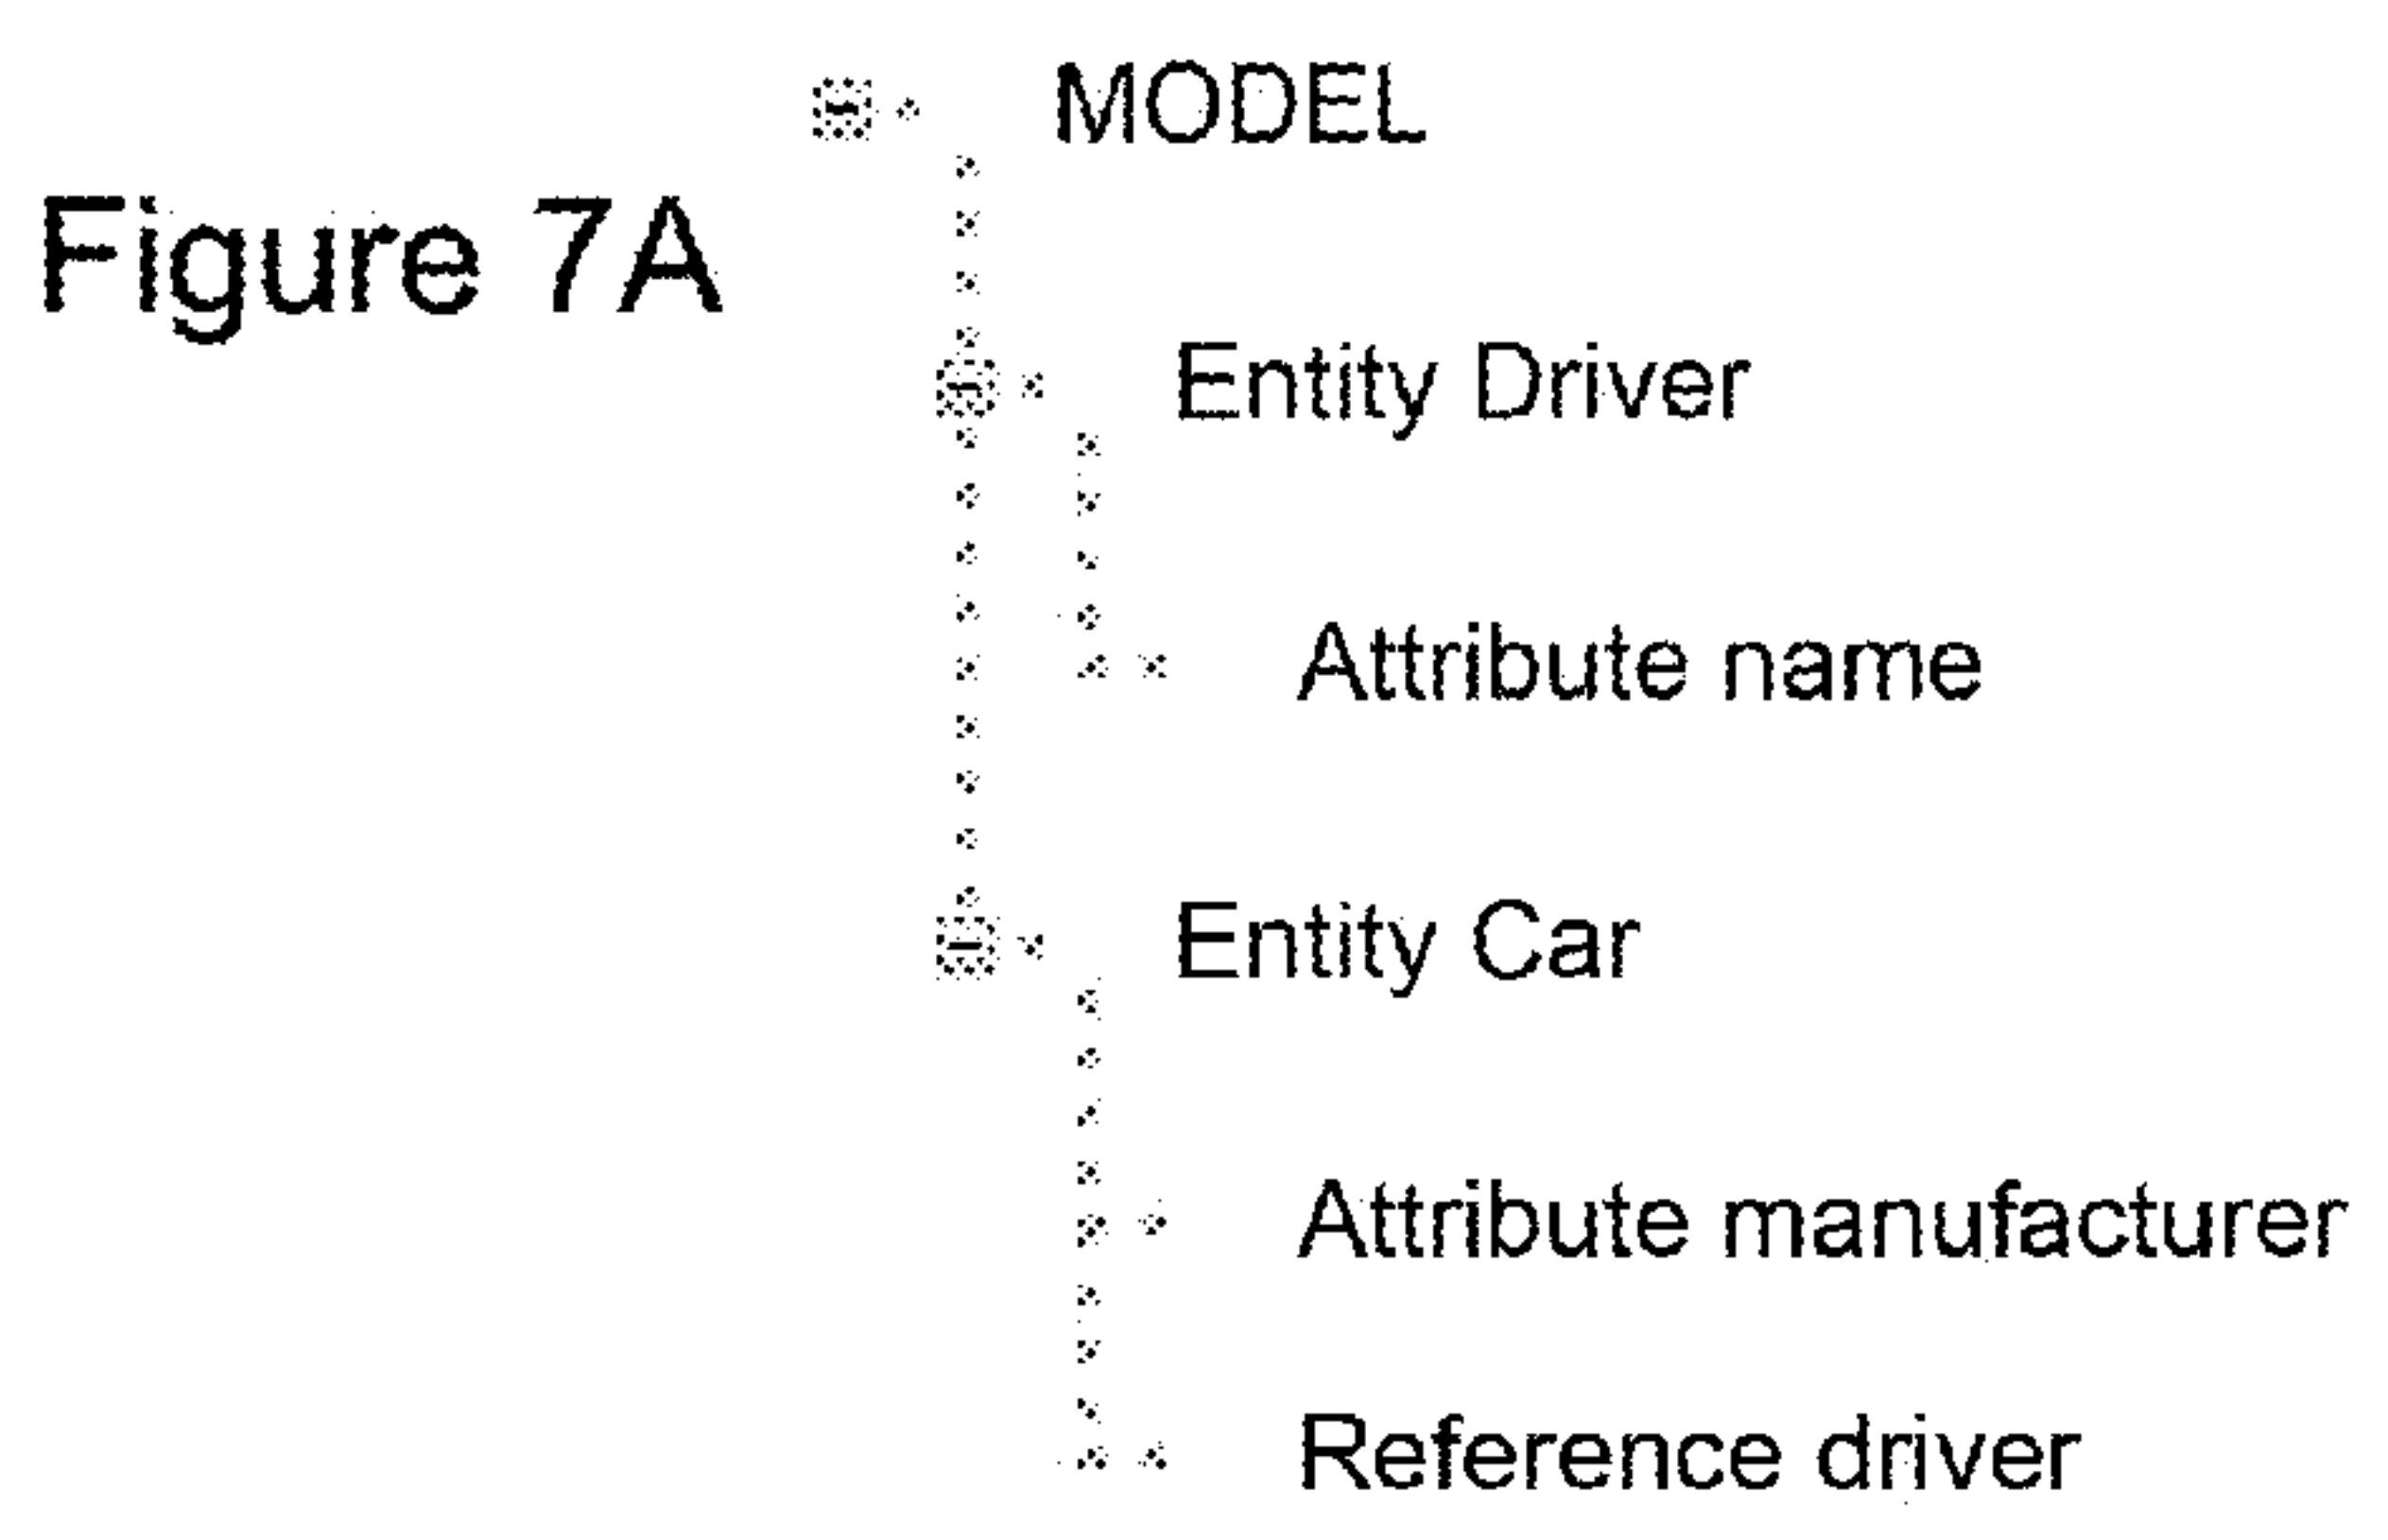 MODEL
Figure 7A
Entity Driver
Attribute name
Entity Car
Attribute manufacturer
Reference driver